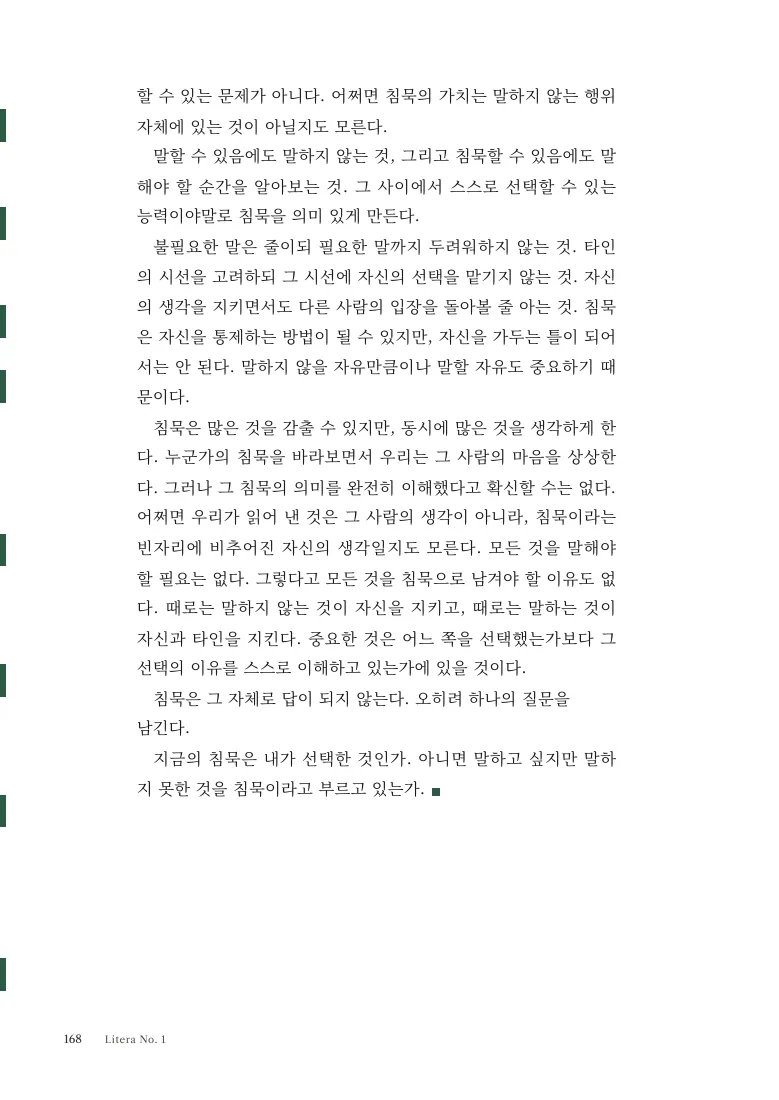 할 수 있는 문제가 아니다. 어쩌면 침묵의 가치는 말하지 않는 행위
자체에 있는 것이 아닐지도 모른다.
말할 수 있음에도 말하지 않는 것, 그리고 침묵할 수 있음에도 말
해야 할 순간을 알아보는 것. 그 사이에서 스스로 선택할 수 있는
능력이야말로 침묵을 의미 있게 만든다.
불필요한 말은 줄이되 필요한 말까지 두려워하지 않는 것. 타인
의 시선을 고려하되 그 시선에 자신의 선택을 맡기지 않는 것. 자신
의 생각을 지키면서도 다른 사람의 입장을 돌아볼 줄 아는 것. 침묵
은 자신을 통제하는 방법이 될 수 있지만, 자신을 가두는 틀이 되어
서는 안 된다. 말하지 않을 자유만큼이나 말할 자유도 중요하기 때
문이다.
침묵은 많은 것을 감출 수 있지만, 동시에 많은 것을 생각하게 한
다. 누군가의 침묵을 바라보면서 우리는 그 사람의 마음을 상상한
다. 그러나 그 침묵의 의미를 완전히 이해했다고 확신할 수는 없다.
어쩌면 우리가 읽어 낸 것은 그 사람의 생각이 아니라, 침묵이라는
빈자리에 비추어진 자신의 생각일지도 모른다. 모든 것을 말해야
할 필요는 없다. 그렇다고 모든 것을 침묵으로 남겨야 할 이유도 없
다. 때로는 말하지 않는 것이 자신을 지키고, 때로는 말하는 것이
자신과 타인을 지킨다. 중요한 것은 어느 쪽을 선택했는가보다 그
선택의 이유를 스스로 이해하고 있는가에 있을 것이다.
침묵은 그 자체로 답이 되지 않는다. 오히려 하나의 질문을
남긴다.
지금의 침묵은 내가 선택한 것인가. 아니면 말하고 싶지만 말하
지 못한 것을 침묵이라고 부르고 있는가. ■
168 Litera No. 1